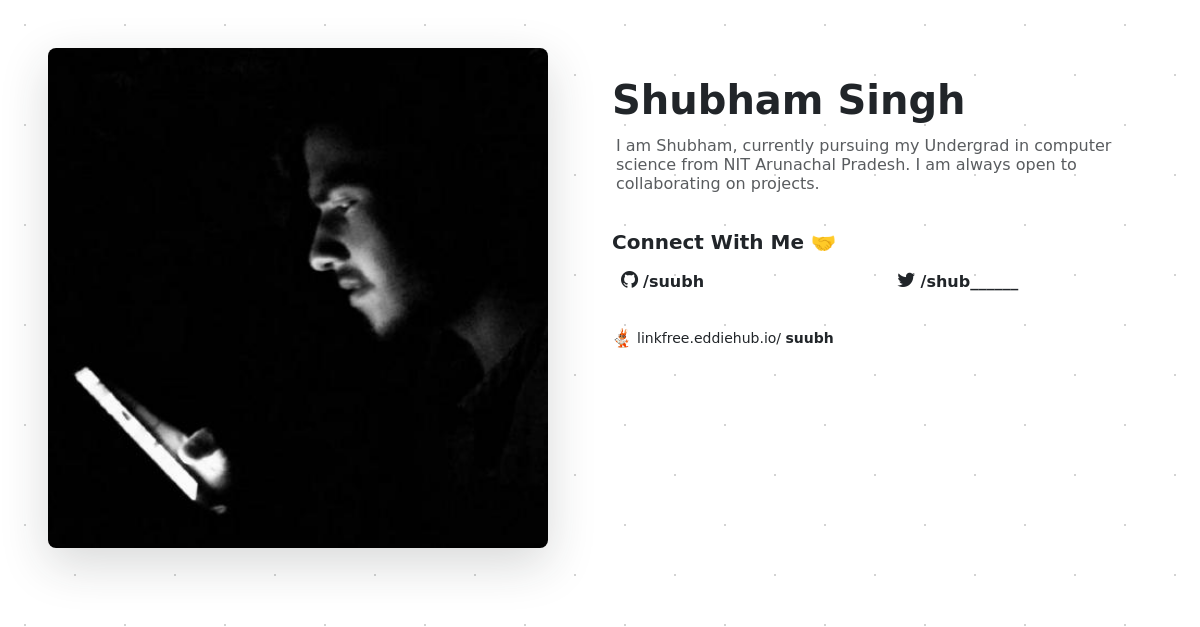 Shubham Singh
I am Shubham, currently pursuing my Undergrad in computer
science from NIT Arunachal Pradesh. I am always open to
collaborating on projects.
Connect With Me 🤝
/suubh /shub______
linkfree.eddiehub.io/ suubh